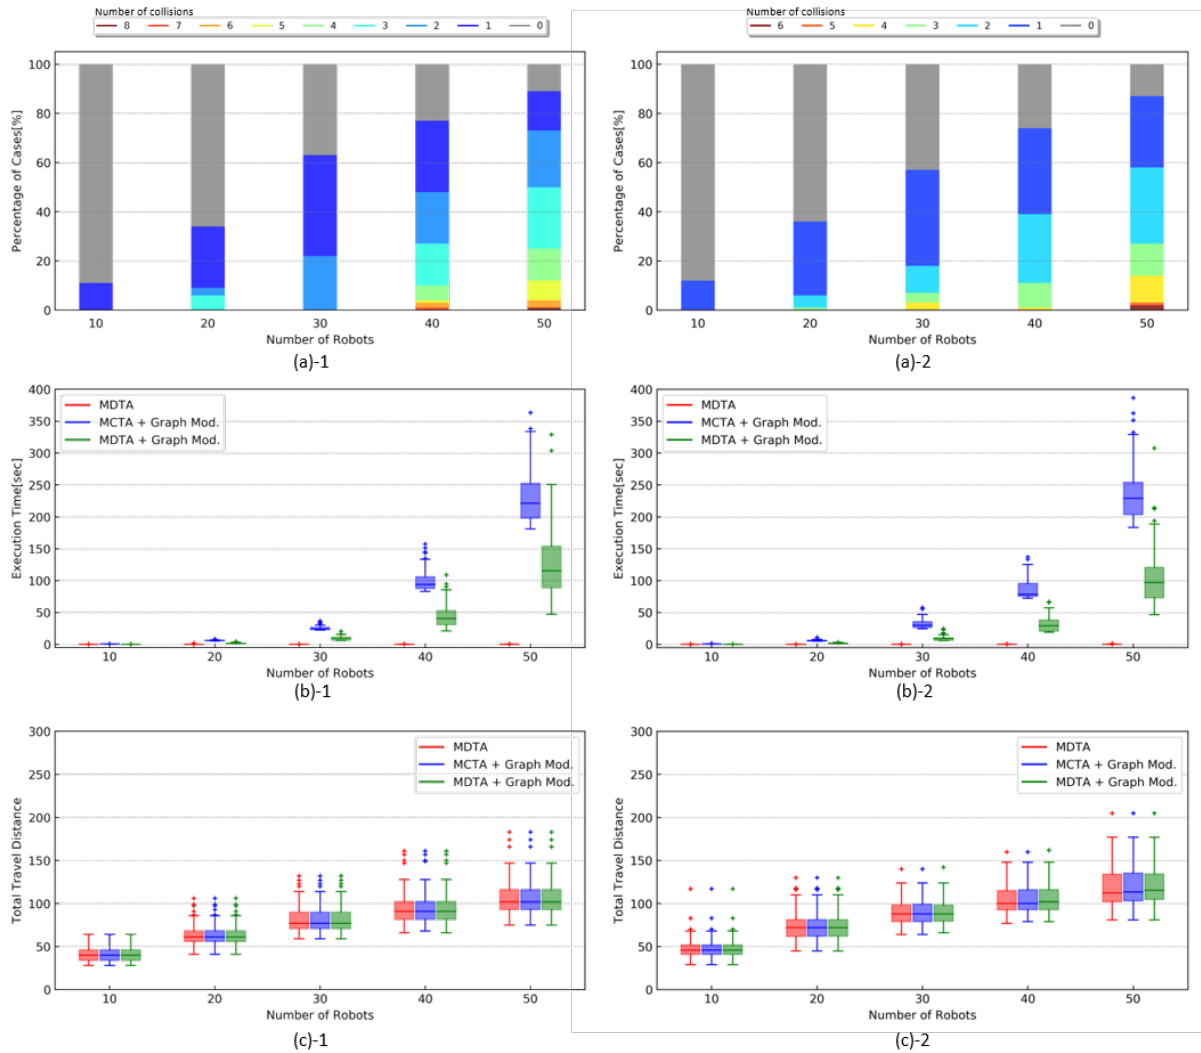 Number of collisions
8 7 6 5 4 3 2 1 0
100
80
60
40
20
0
Percentage of Cases[%]
10 20 30 40 50
Number of Robots
(a)-1
Number of collisions
6 5 4 3 2 1 0
100
80
60
40
20
0
Percentage of Cases[%]
10 20 30 40 50
Number of Robots
(a)-2
400
350
300
250
200
150
100
50
0
Execution Time[sec]
MDTA
MCTA + Graph Mod.
MDTA + Graph Mod.
10 20 30 40 50
Number of Robots
(b)-1
400
350
300
250
200
150
100
50
0
Execution Time[sec]
MDTA
MCTA + Graph Mod.
MDTA + Graph Mod.
10 20 30 40 50
Number of Robots
(b)-2
300
250
200
150
100
50
0
Total Travel Distance
MDTA
MCTA + Graph Mod.
MDTA + Graph Mod.
10 20 30 40 50
Number of Robots
(c)-1
300
250
200
150
100
50
0
Total Travel Distance
MDTA
MCTA + Graph Mod.
MDTA + Graph Mod.
10 20 30 40 50
Number of Robots
(c)-2